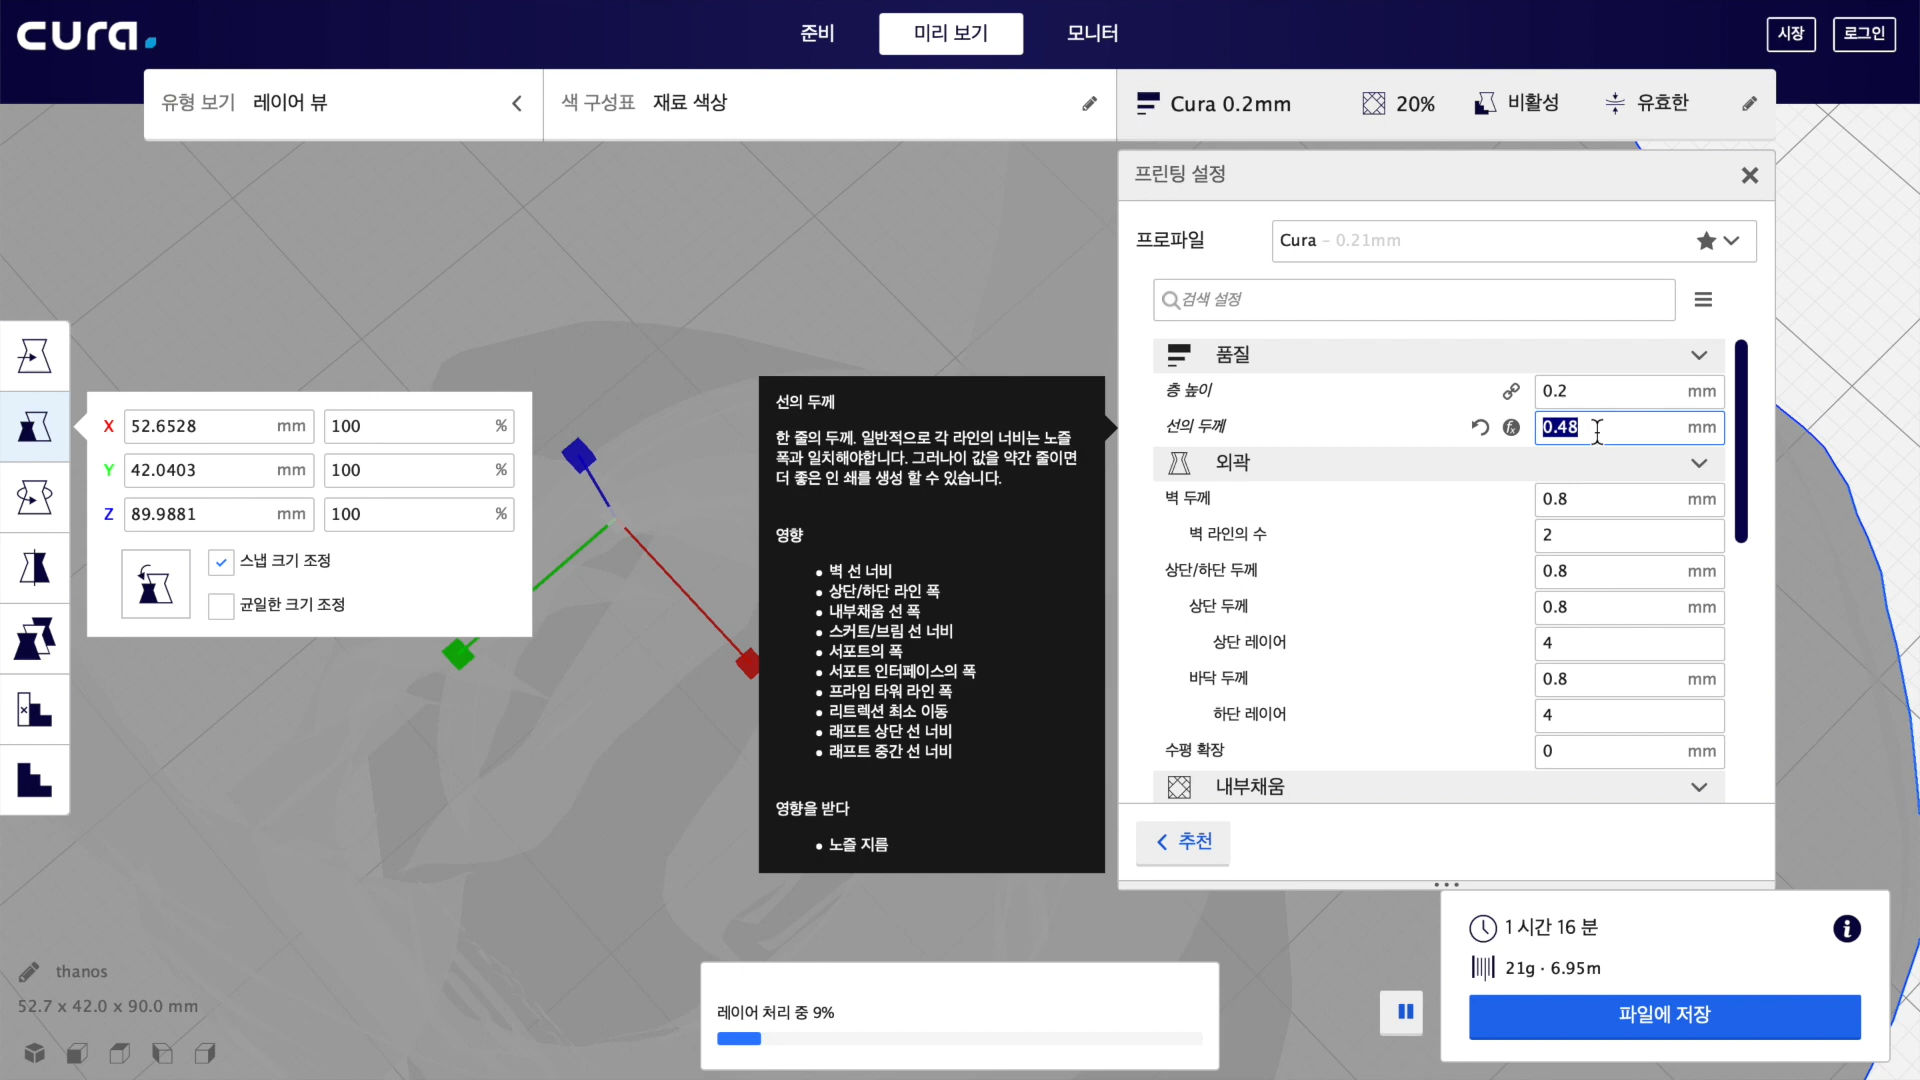 cura.
준비
미리 보기
모니터
시장
로그인
유형 보기 레이어 뷰
색 구성표 재료 색상
Cura 0.2mm
20%
비활성
유효한
프린팅 설정
프로파일
Cura - 0.21mm
검색 설정
품질
층 높이
0.2 mm
선의 두께
0.48 mm
외곽
벽 두께
0.8 mm
벽 라인의 수
2
상단/하단 두께
0.8 mm
상단 두께
0.8 mm
상단 레이어
4
바닥 두께
0.8 mm
하단 레이어
4
수평 확장
0 mm
내부채움
추천
X 52.6528 mm 100 %
Y 42.0403 mm 100 %
Z 89.9881 mm 100 %
스냅 크기 조정
균일한 크기 조정
선의 두께
한 줄의 두께. 일반적으로 각 라인의 너비는 노즐
폭과 일치해야합니다. 그러나이 값을 약간 줄이면
더 좋은 인 쇄를 생성 할 수 있습니다.
영향
• 벽 선 너비
• 상단/하단 라인 폭
• 내부채움 선 폭
• 스커트/브림 선 너비
• 서포트의 폭
• 서포트 인터페이스의 폭
• 프라임 타워 라인 폭
• 리트렉션 최소 이동
• 래프트 상단 선 너비
• 래프트 중간 선 너비
영향을 받다
• 노즐 지름
thanos
52.7 x 42.0 x 90.0 mm
레이어 처리 중 9%
1 시간 16 분
21g · 6.95m
파일에 저장